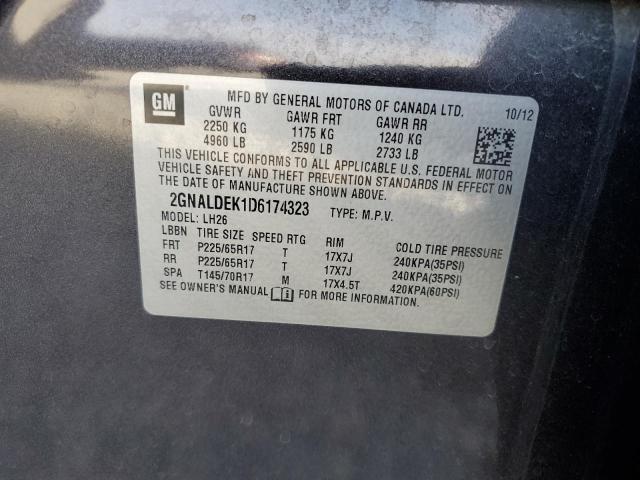 GM
MFD BY GENERAL MOTORS OF CANADA LTD. 10/12
GVWR GAWR FRT GAWR RR
2250 KG 1175 KG 1240 KG
4960 LB 2590 LB 2733 LB
THIS VEHICLE CONFORMS TO ALL APPLICABLE U.S. FEDERAL MOTOR
VEHICLE SAFETY AND THEFT PREVENTION STANDARDS IN EFFECT ON
THE DATE OF MANUFACTURE SHOWN ABOVE.
2GNALDEK1D6174323 TYPE: M.P.V.
MODEL: LH26
LBBN TIRE SIZE SPEED RTG RIM COLD TIRE PRESSURE
FRT P225/65R17 T 17X7J 240KPA(35PSI)
RR P225/65R17 T 17X7J 240KPA(35PSI)
SPA T145/70R17 M 17X4.5T 420KPA(60PSI)
SEE OWNER'S MANUAL FOR MORE INFORMATION.